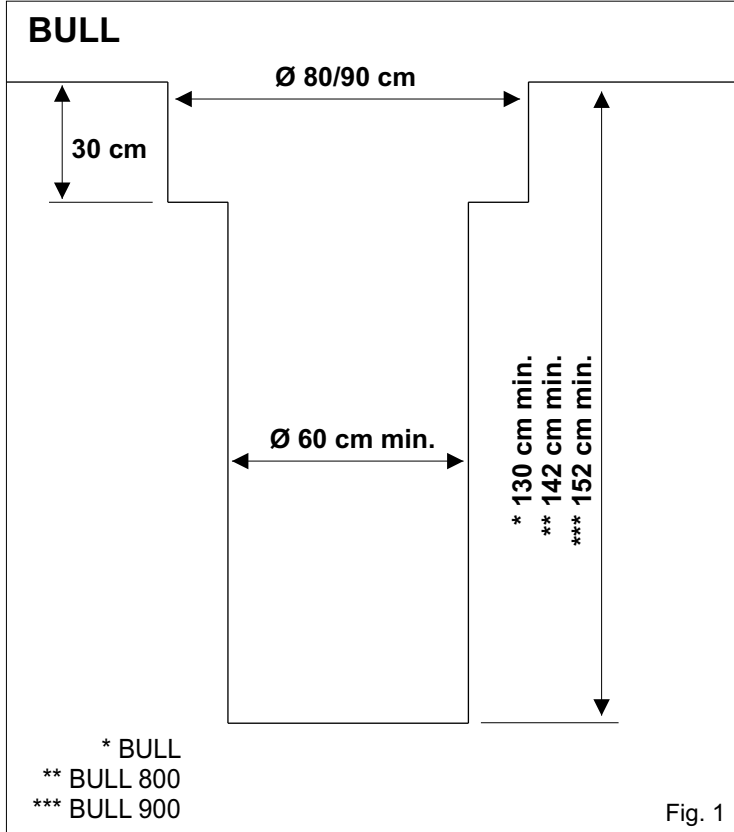 BULL
Ø 80/90 cm
30 cm
Ø 60 cm min.
* 130 cm min.
** 142 cm min.
*** 152 cm min.
* BULL
** BULL 800
*** BULL 900
Fig. 1